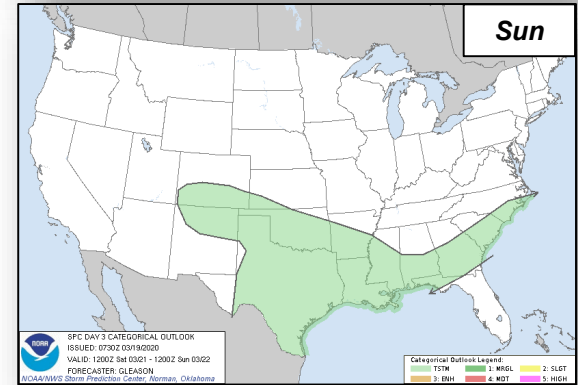 Sun
NOAA
SPC DAY 3 CATEGORICAL OUTLOOK
ISSUED: 0730Z 03/19/2020
VALID: 1200Z Sat 03/21 - 1200Z Sun 03/22
FORECASTER: GLEASON
NOAA/NWS Storm Prediction Center, Norman, Oklahoma
Categorical Outlook Legend:
TSTM 1: MRGL 2: SLGT
3: ENH 4: MDT 5: HIGH